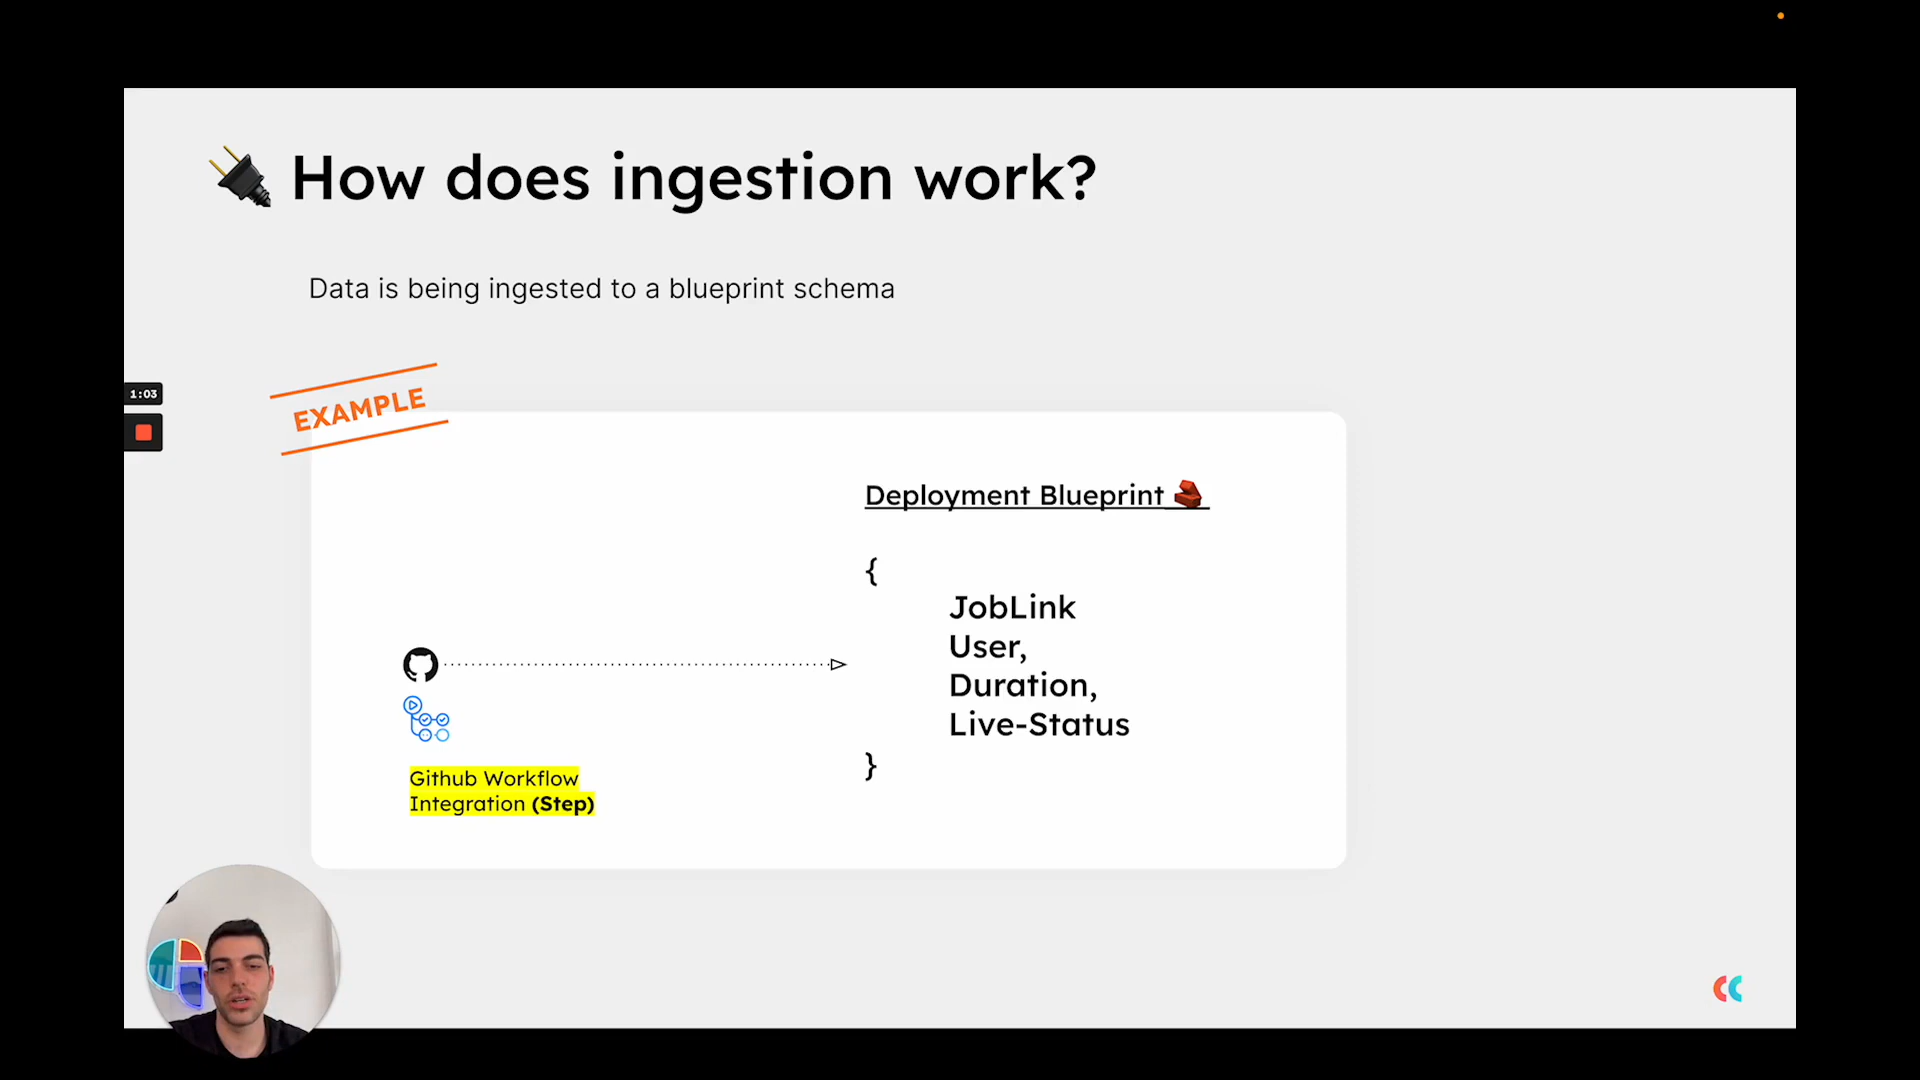 How does ingestion work?
Data is being ingested to a blueprint schema
1:03
EXAMPLE
Deployment Blueprint
{
JobLink
User,
Duration,
Live-Status
}
Github Workflow
Integration (Step)